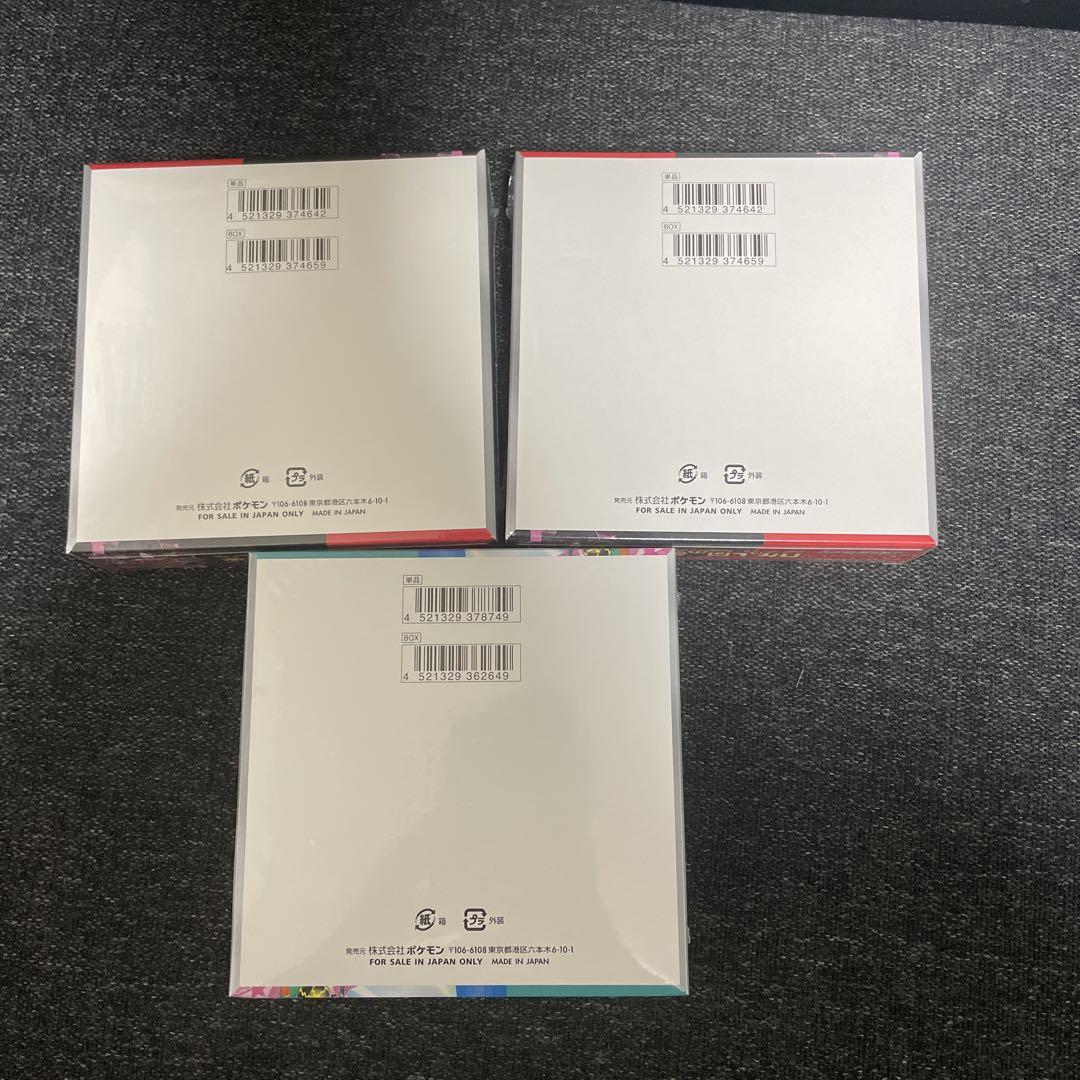 単品
4 521329 374642
BOX
4 521329 374659
紙 箱 プラ 外装
発売元 株式会社ポケモン 〒106-6108 東京都港区六本木6-10-1
FOR SALE IN JAPAN ONLY MADE IN JAPAN
単品
4 521329 374642
BOX
4 521329 374659
紙 箱 プラ 外装
発売元 株式会社ポケモン 〒106-6108 東京都港区六本木6-10-1
FOR SALE IN JAPAN ONLY MADE IN JAPAN
単品
4 521329 378749
BOX
4 521329 362649
紙 箱 プラ 外装
発売元 株式会社ポケモン 〒106-6108 東京都港区六本木6-10-1
FOR SALE IN JAPAN ONLY MADE IN JAPAN